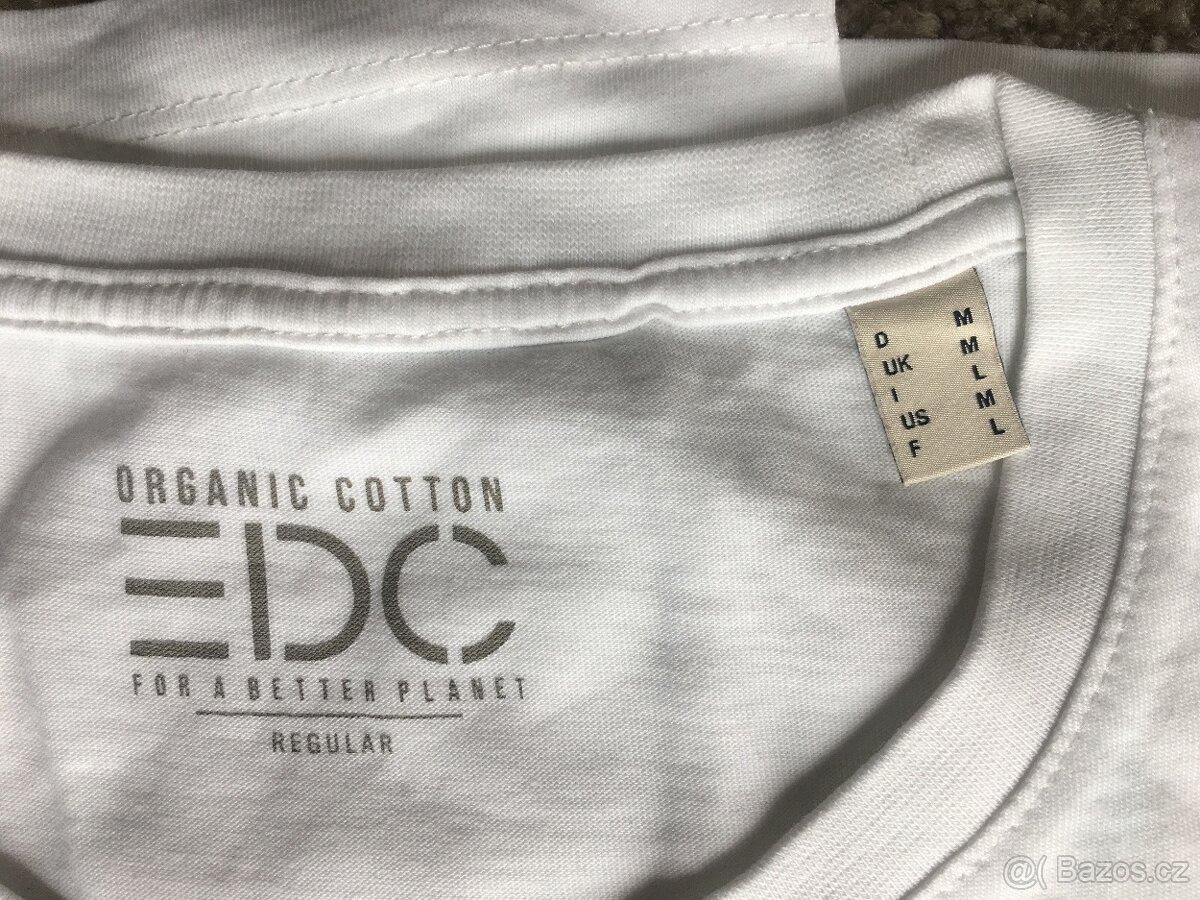 ORGANIC COTTON
EDC
FOR A BETTER PLANET
REGULAR
D M
UK M
I L
US M
F L
@( Bazos.cz